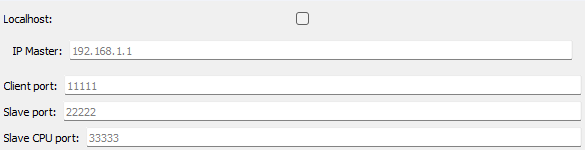 Localhost:
IP Master: 192.168.1.1
Client port: 11111
Slave port: 22222
Slave CPU port: 33333